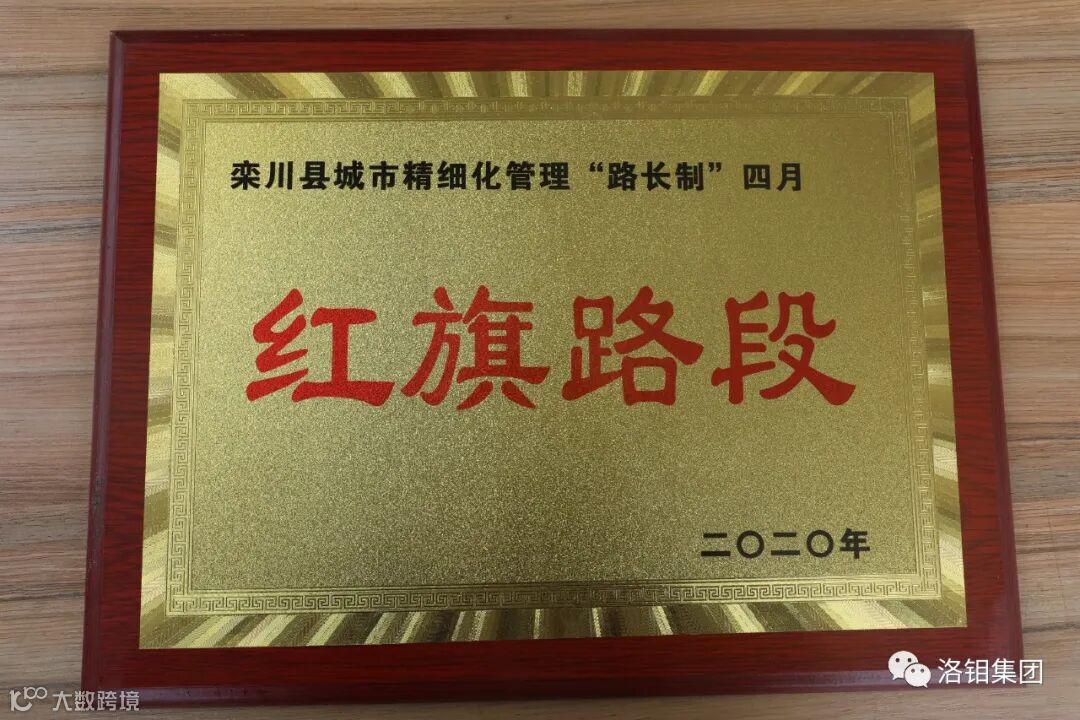 栾川县城市精细化管理“路长制”四月
红旗路段
二〇二〇年
洛钼集团
大数跨境